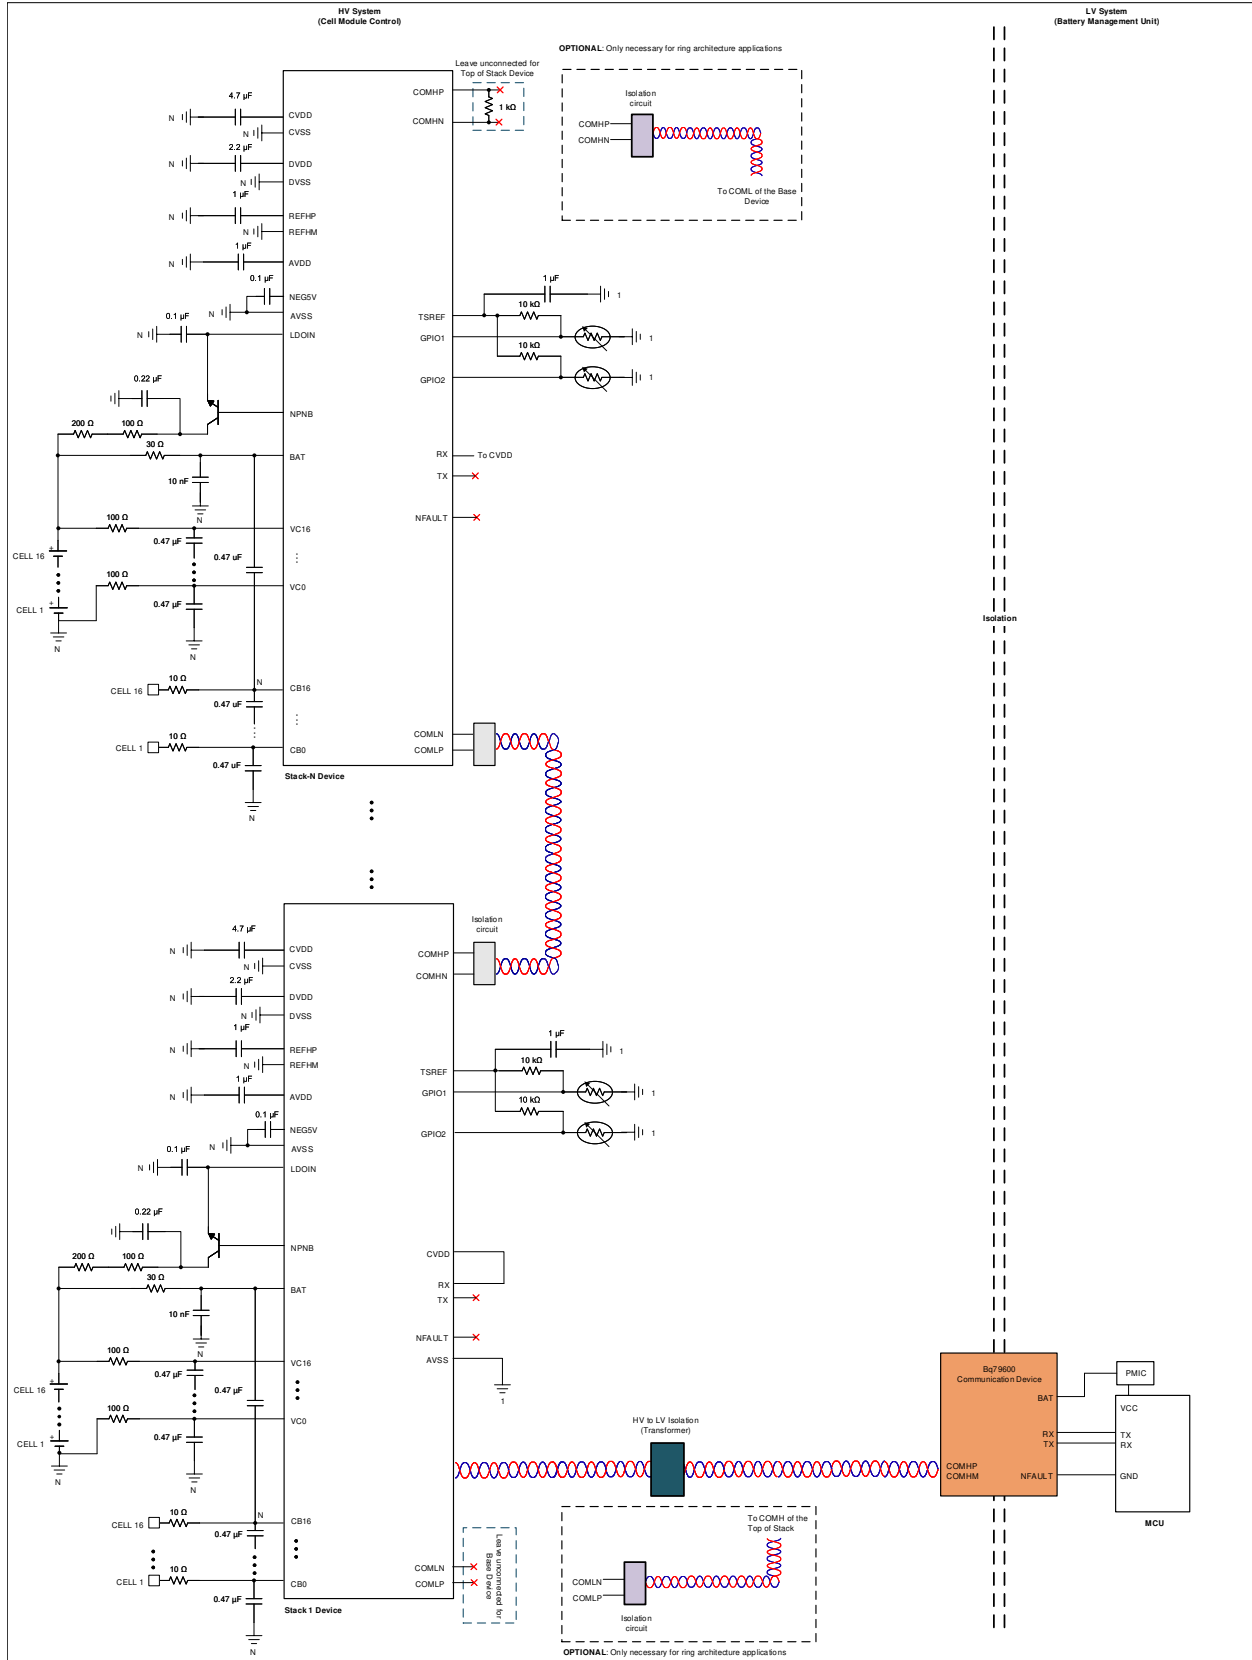 HV System
(Cell Module Control)
LV System
(Battery Management Unit)
OPTIONAL: Only necessary for ring architecture applications
Leave unconnected for
Top of Stack Device
COMHP
COMHN
1 kΩ
Isolation
circuit
COMHP
COMHN
To COML of the Base
Device
4.7 µF
N
CVDD
N
CVSS
2.2 µF
N
DVDD
N
DVSS
1 µF
N
REFHP
N
REFHM
1 µF
N
AVDD
0.1 µF
NEG5V
N
AVSS
0.1 µF
N
LDOIN
0.22 µF
NPNB
200 Ω
100 Ω
30 Ω
BAT
10 nF
N
100 Ω
VC16
0.47 µF
0.47 uF
CELL 16
100 Ω
VC0
0.47 µF
CELL 1
N
N
10 Ω
N
CELL 16
CB16
0.47 uF
10 Ω
CELL 1
CB0
0.47 uF
N
1 µF
1
TSREF
10 kΩ
GPIO1
1
10 kΩ
GPIO2
1
RX
To CVDD
TX
NFAULT
COMLN
COMLP
Stack-N Device
Isolation
Isolation
circuit
COMHP
COMHN
4.7 µF
N
CVDD
N
CVSS
2.2 µF
N
DVDD
N
DVSS
1 µF
N
REFHP
N
REFHM
1 µF
N
AVDD
0.1 µF
NEG5V
N
AVSS
0.1 µF
N
LDOIN
0.22 µF
NPNB
200 Ω
100 Ω
30 Ω
BAT
10 nF
N
100 Ω
VC16
0.47 µF
0.47 µF
CELL 16
100 Ω
VC0
0.47 µF
CELL 1
N
N
10 Ω
N
CELL 16
CB16
0.47 µF
10 Ω
CELL 1
CB0
0.47 µF
N
1 µF
1
TSREF
10 kΩ
GPIO1
1
10 kΩ
GPIO2
1
CVDD
RX
TX
NFAULT
AVSS
1
HV to LV Isolation
(Transformer)
COMLN
COMLP
Leave unconnected for
Base Device
Stack 1 Device
To COMH of the
Top of Stack
COMLN
COMLP
Isolation
circuit
OPTIONAL: Only necessary for ring architecture applications
Bq79600
Communication Device
BAT
RX
TX
COMHP
COMHM
NFAULT
PMIC
VCC
TX
RX
GND
MCU